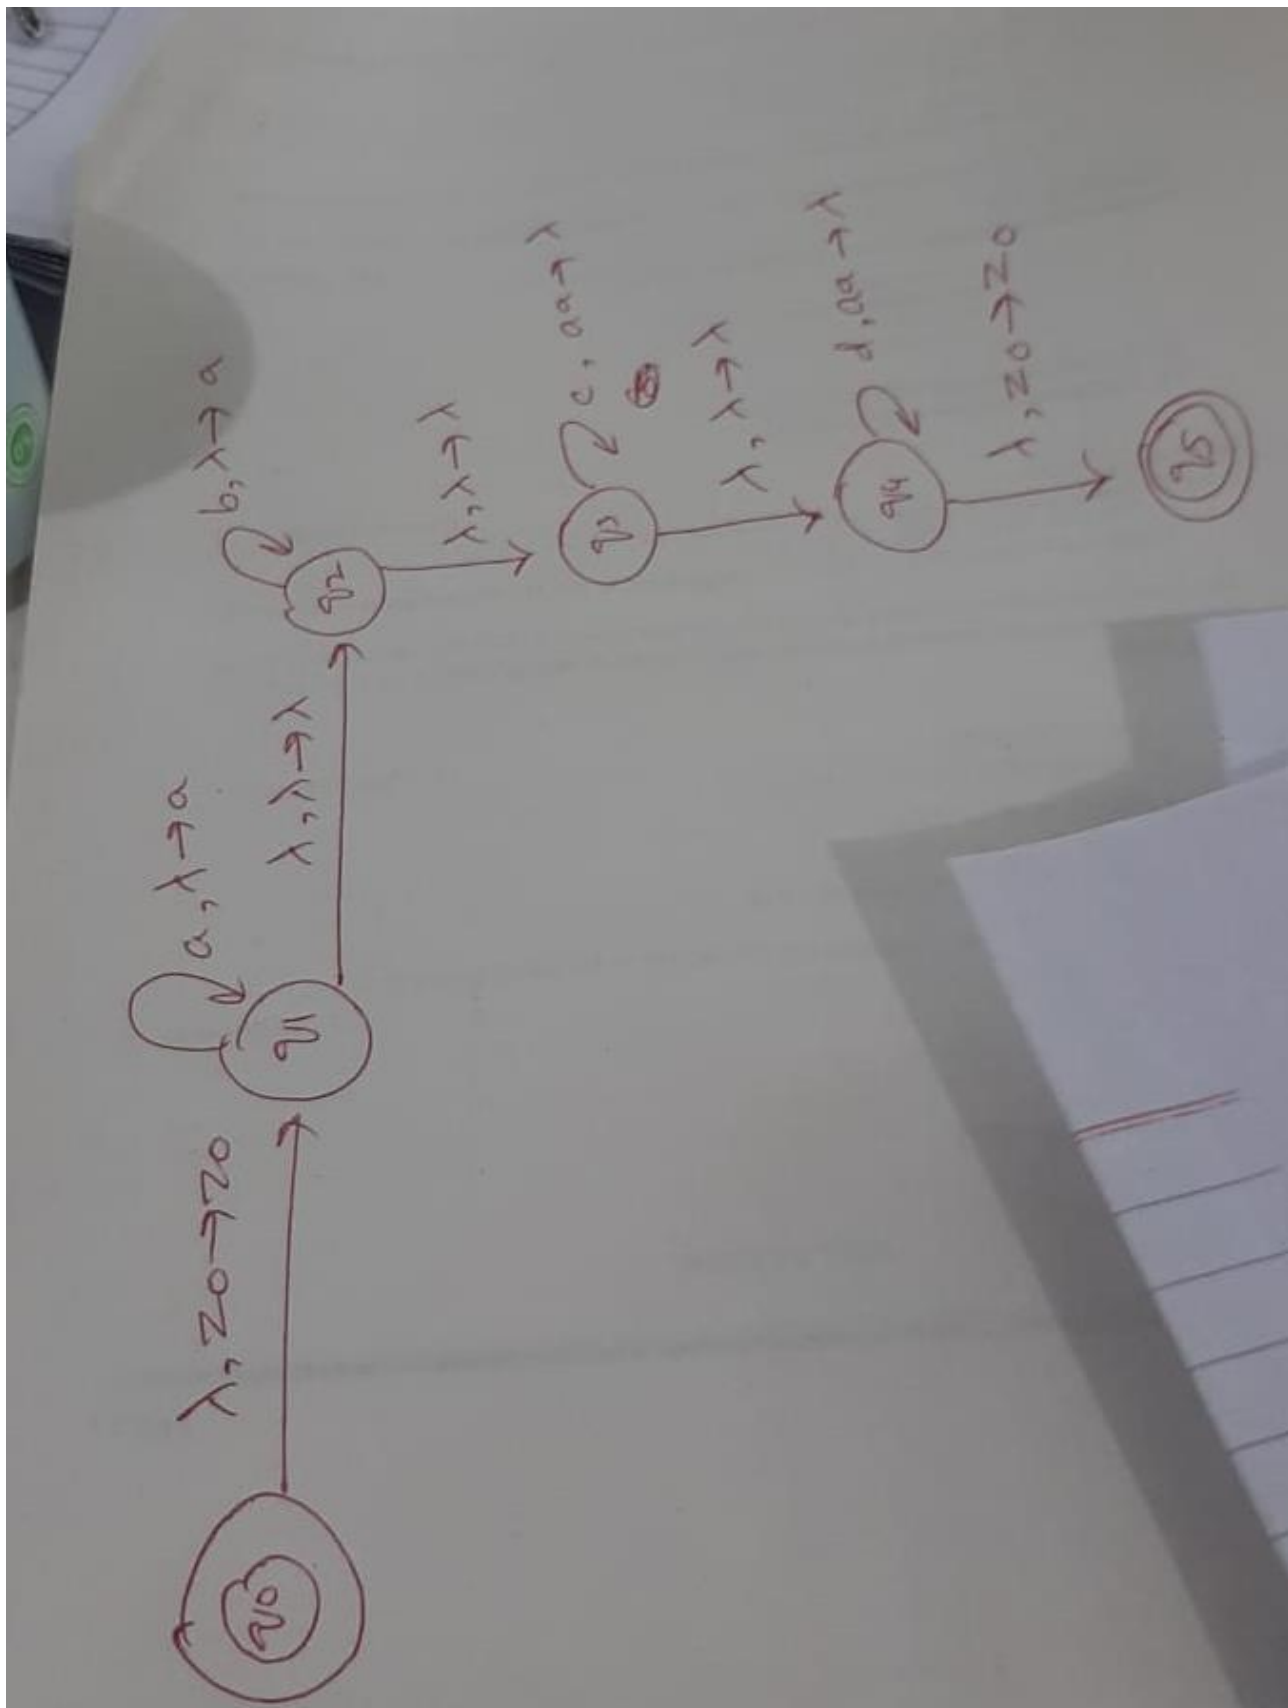 q0
λ, z0 → z0
q1
a, λ → a
λ, λ → λ
q2
b, λ → a
λ, λ → λ
q3
c, aa → λ
λ, λ → λ
q4
d, aa → λ
λ, z0 → z0
q5